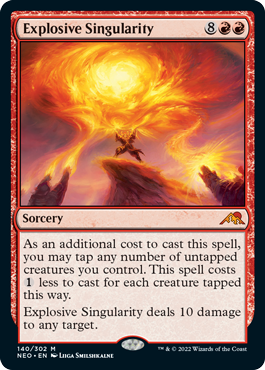 Explosive Singularity 8
Sorcery
As an additional cost to cast this spell,
you may tap any number of untapped
creatures you control. This spell costs
1 less to cast for each creature tapped
this way.
Explosive Singularity deals 10 damage
to any target.
140/302 M
NEO • EN LIIGA SMILSHKALNE
™ & © 2022 Wizards of the Coast